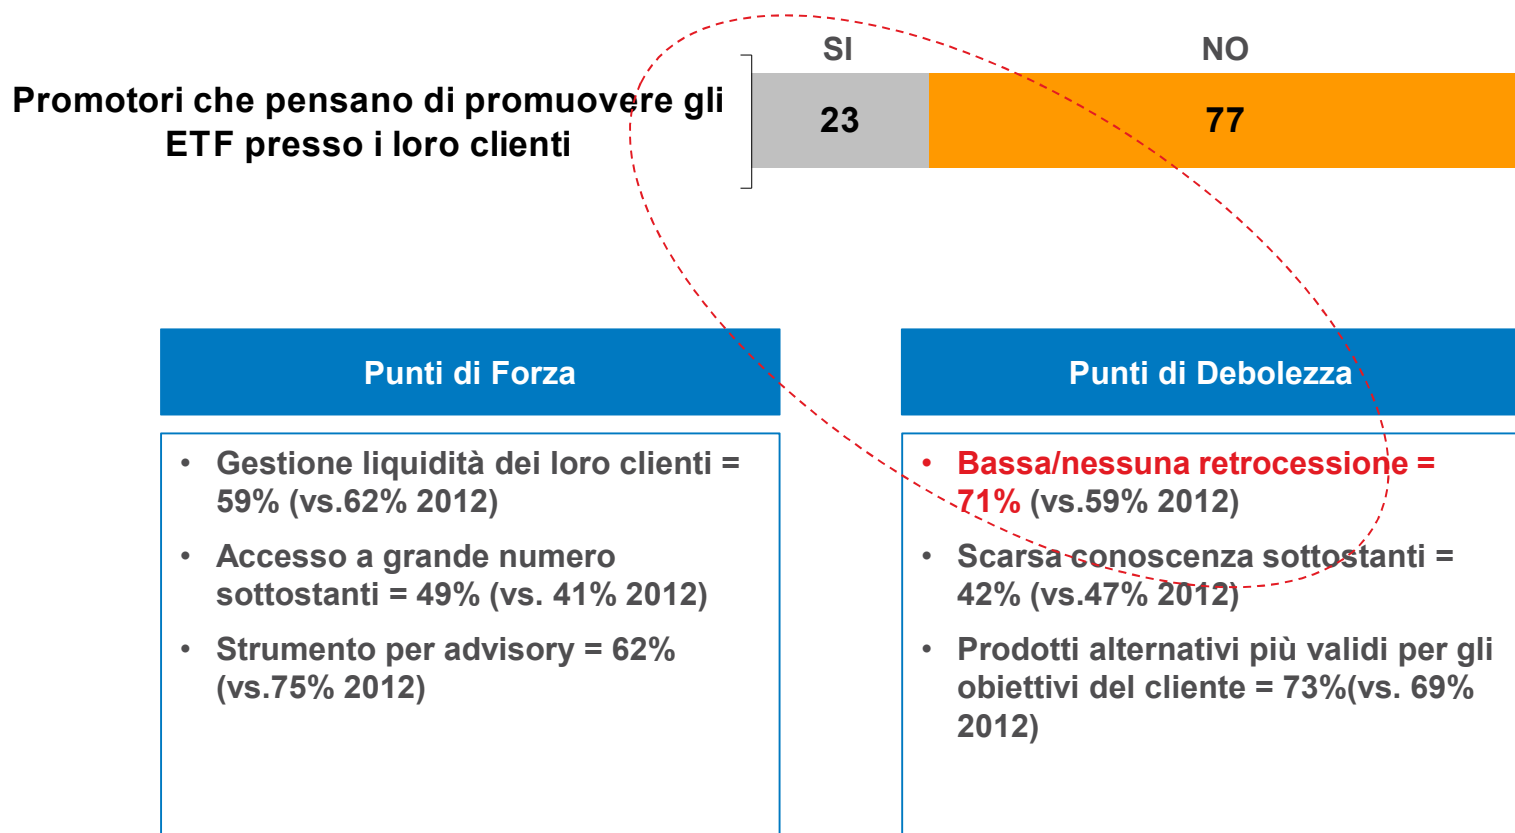 SI
NO
Promotori che pensano di promuovere gli
ETF presso i loro clienti
23
77
Punti di Forza
• Gestione liquidità dei loro clienti =
59% (vs.62% 2012)
• Accesso a grande numero
sottostanti = 49% (vs. 41% 2012)
• Strumento per advisory = 62%
(vs.75% 2012)
Punti di Debolezza
• Bassa/nessuna retrocessione =
71% (vs.59% 2012)
• Scarsa conoscenza sottostanti =
42% (vs.47% 2012)
• Prodotti alternativi più validi per gli
obiettivi del cliente = 73%(vs. 69%
2012)